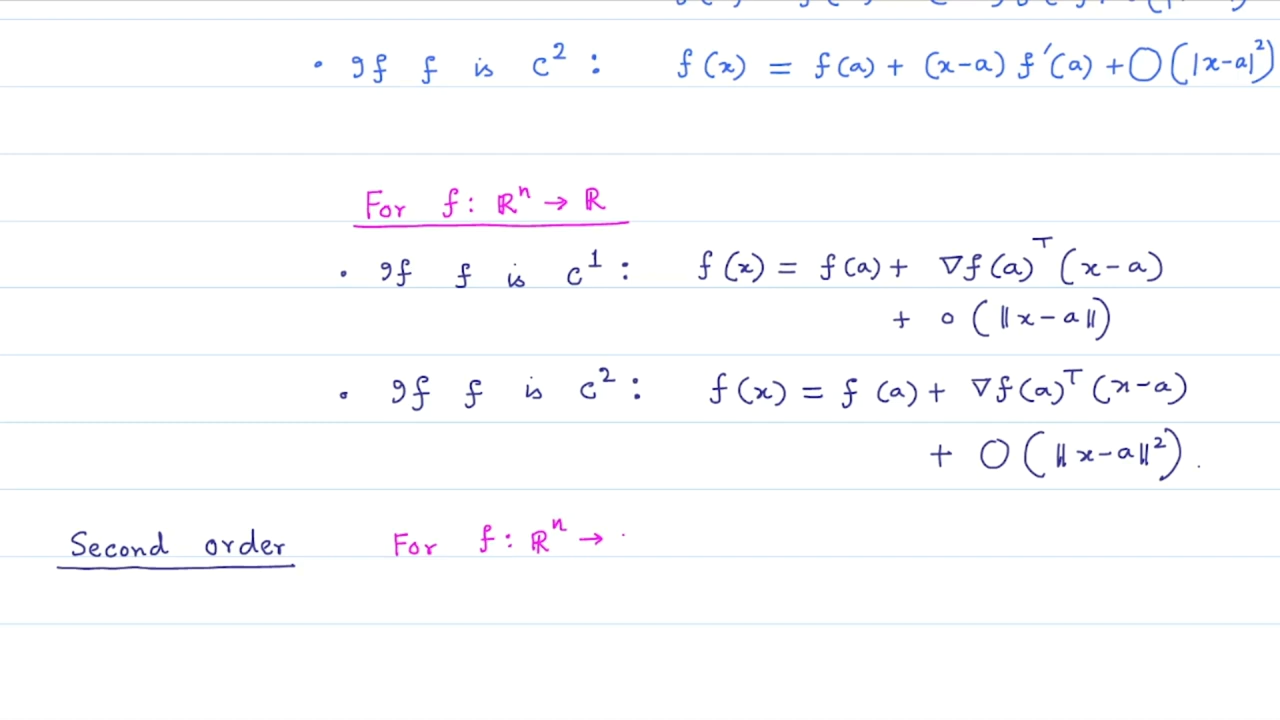 • If f is C² : f(x) = f(a) + (x-a) f'(a) + O(|x-a|²)
For f: ℝⁿ → ℝ
• If f is C¹ : f(x) = f(a) + ∇f(a)ᵀ(x-a)
+ o(‖x-a‖)
• If f is C² : f(x) = f(a) + ∇f(a)ᵀ(x-a)
+ O(‖x-a‖²).
Second order For f: ℝⁿ →